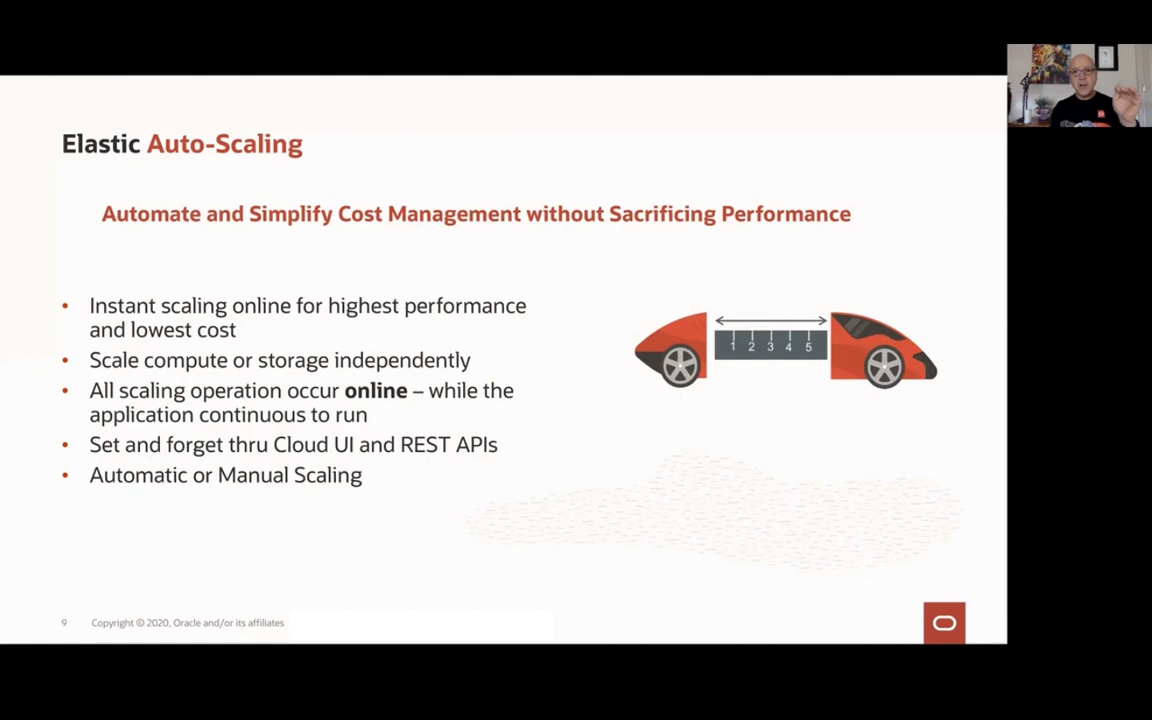 Elastic Auto-Scaling
Automate and Simplify Cost Management without Sacrificing Performance
• Instant scaling online for highest performance
and lowest cost
• Scale compute or storage independently
• All scaling operation occur online – while the
application continuous to run
• Set and forget thru Cloud UI and REST APIs
• Automatic or Manual Scaling
1 2 3 4 5
9 Copyright © 2020, Oracle and/or its affiliates